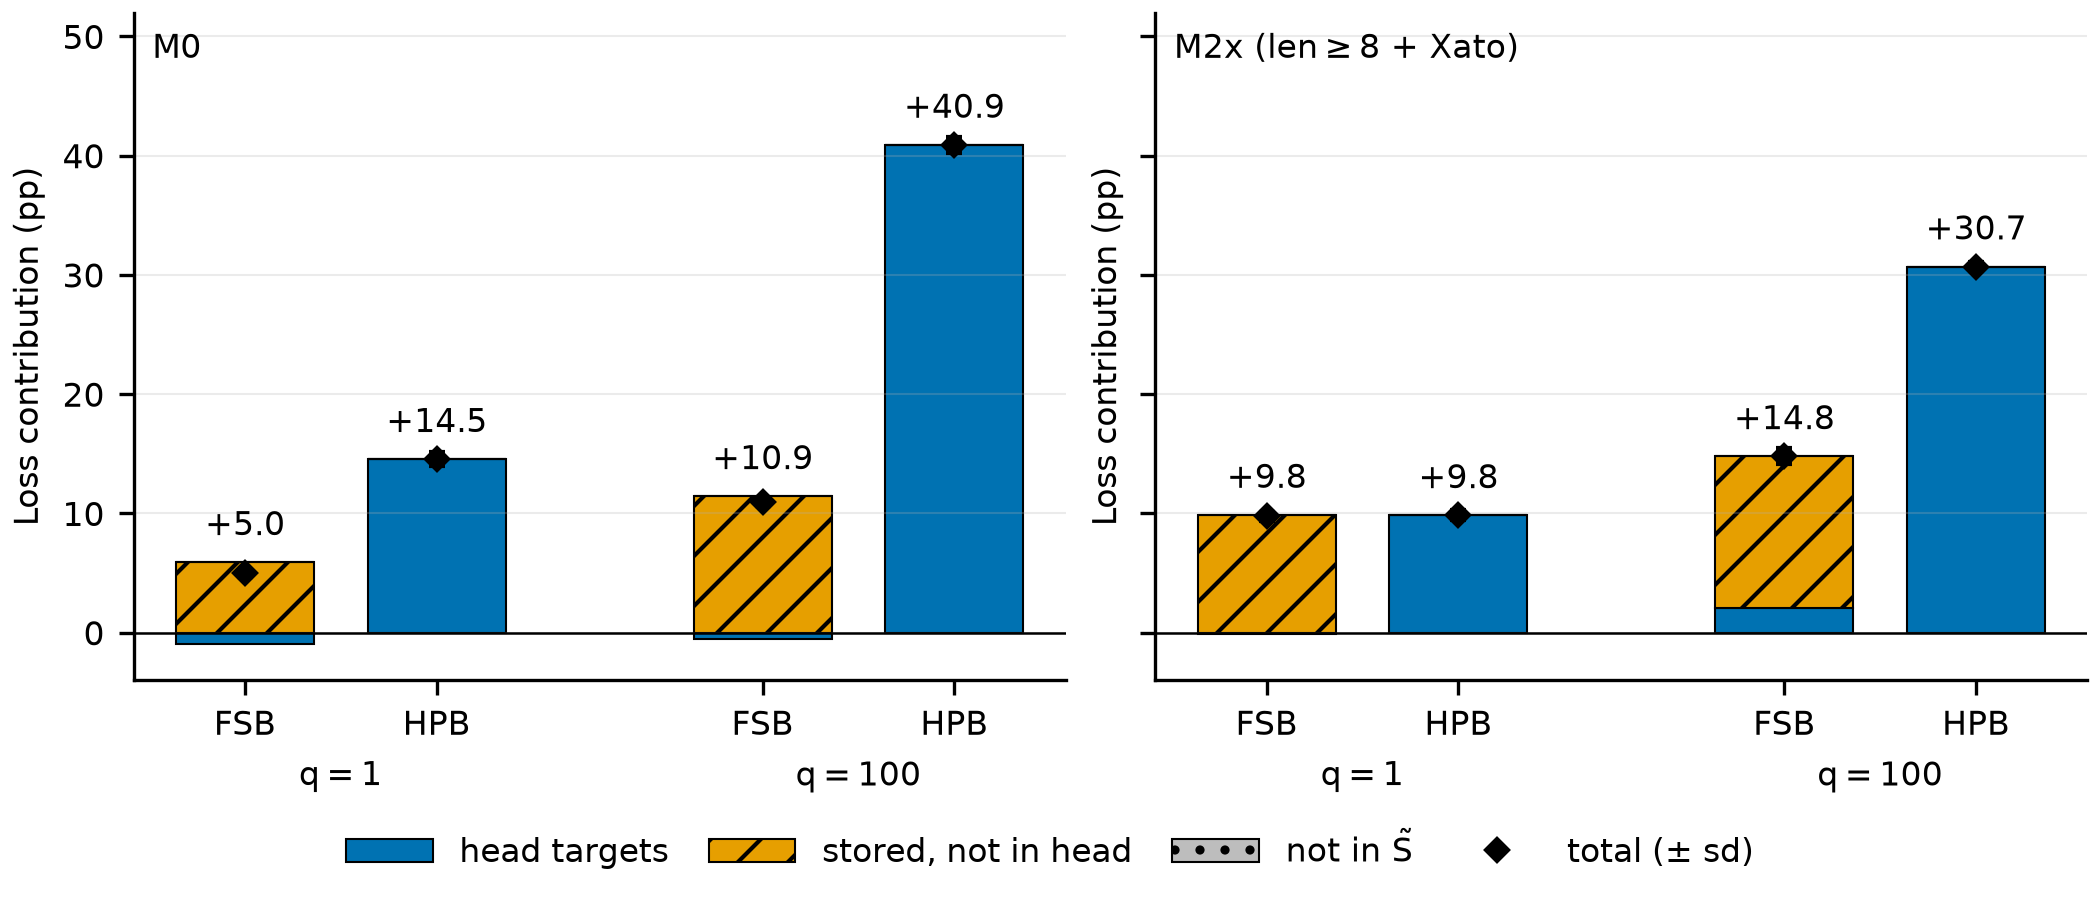 M0
M2x (len ≥ 8 + Xato)
Loss contribution (pp)
50
40
30
20
10
0
+5.0
+14.5
+10.9
+40.9
FSB
HPB
FSB
HPB
q = 1
q = 100
Loss contribution (pp)
+9.8
+9.8
+14.8
+30.7
FSB
HPB
FSB
HPB
q = 1
q = 100
head targets
stored, not in head
not in S̃
total (± sd)